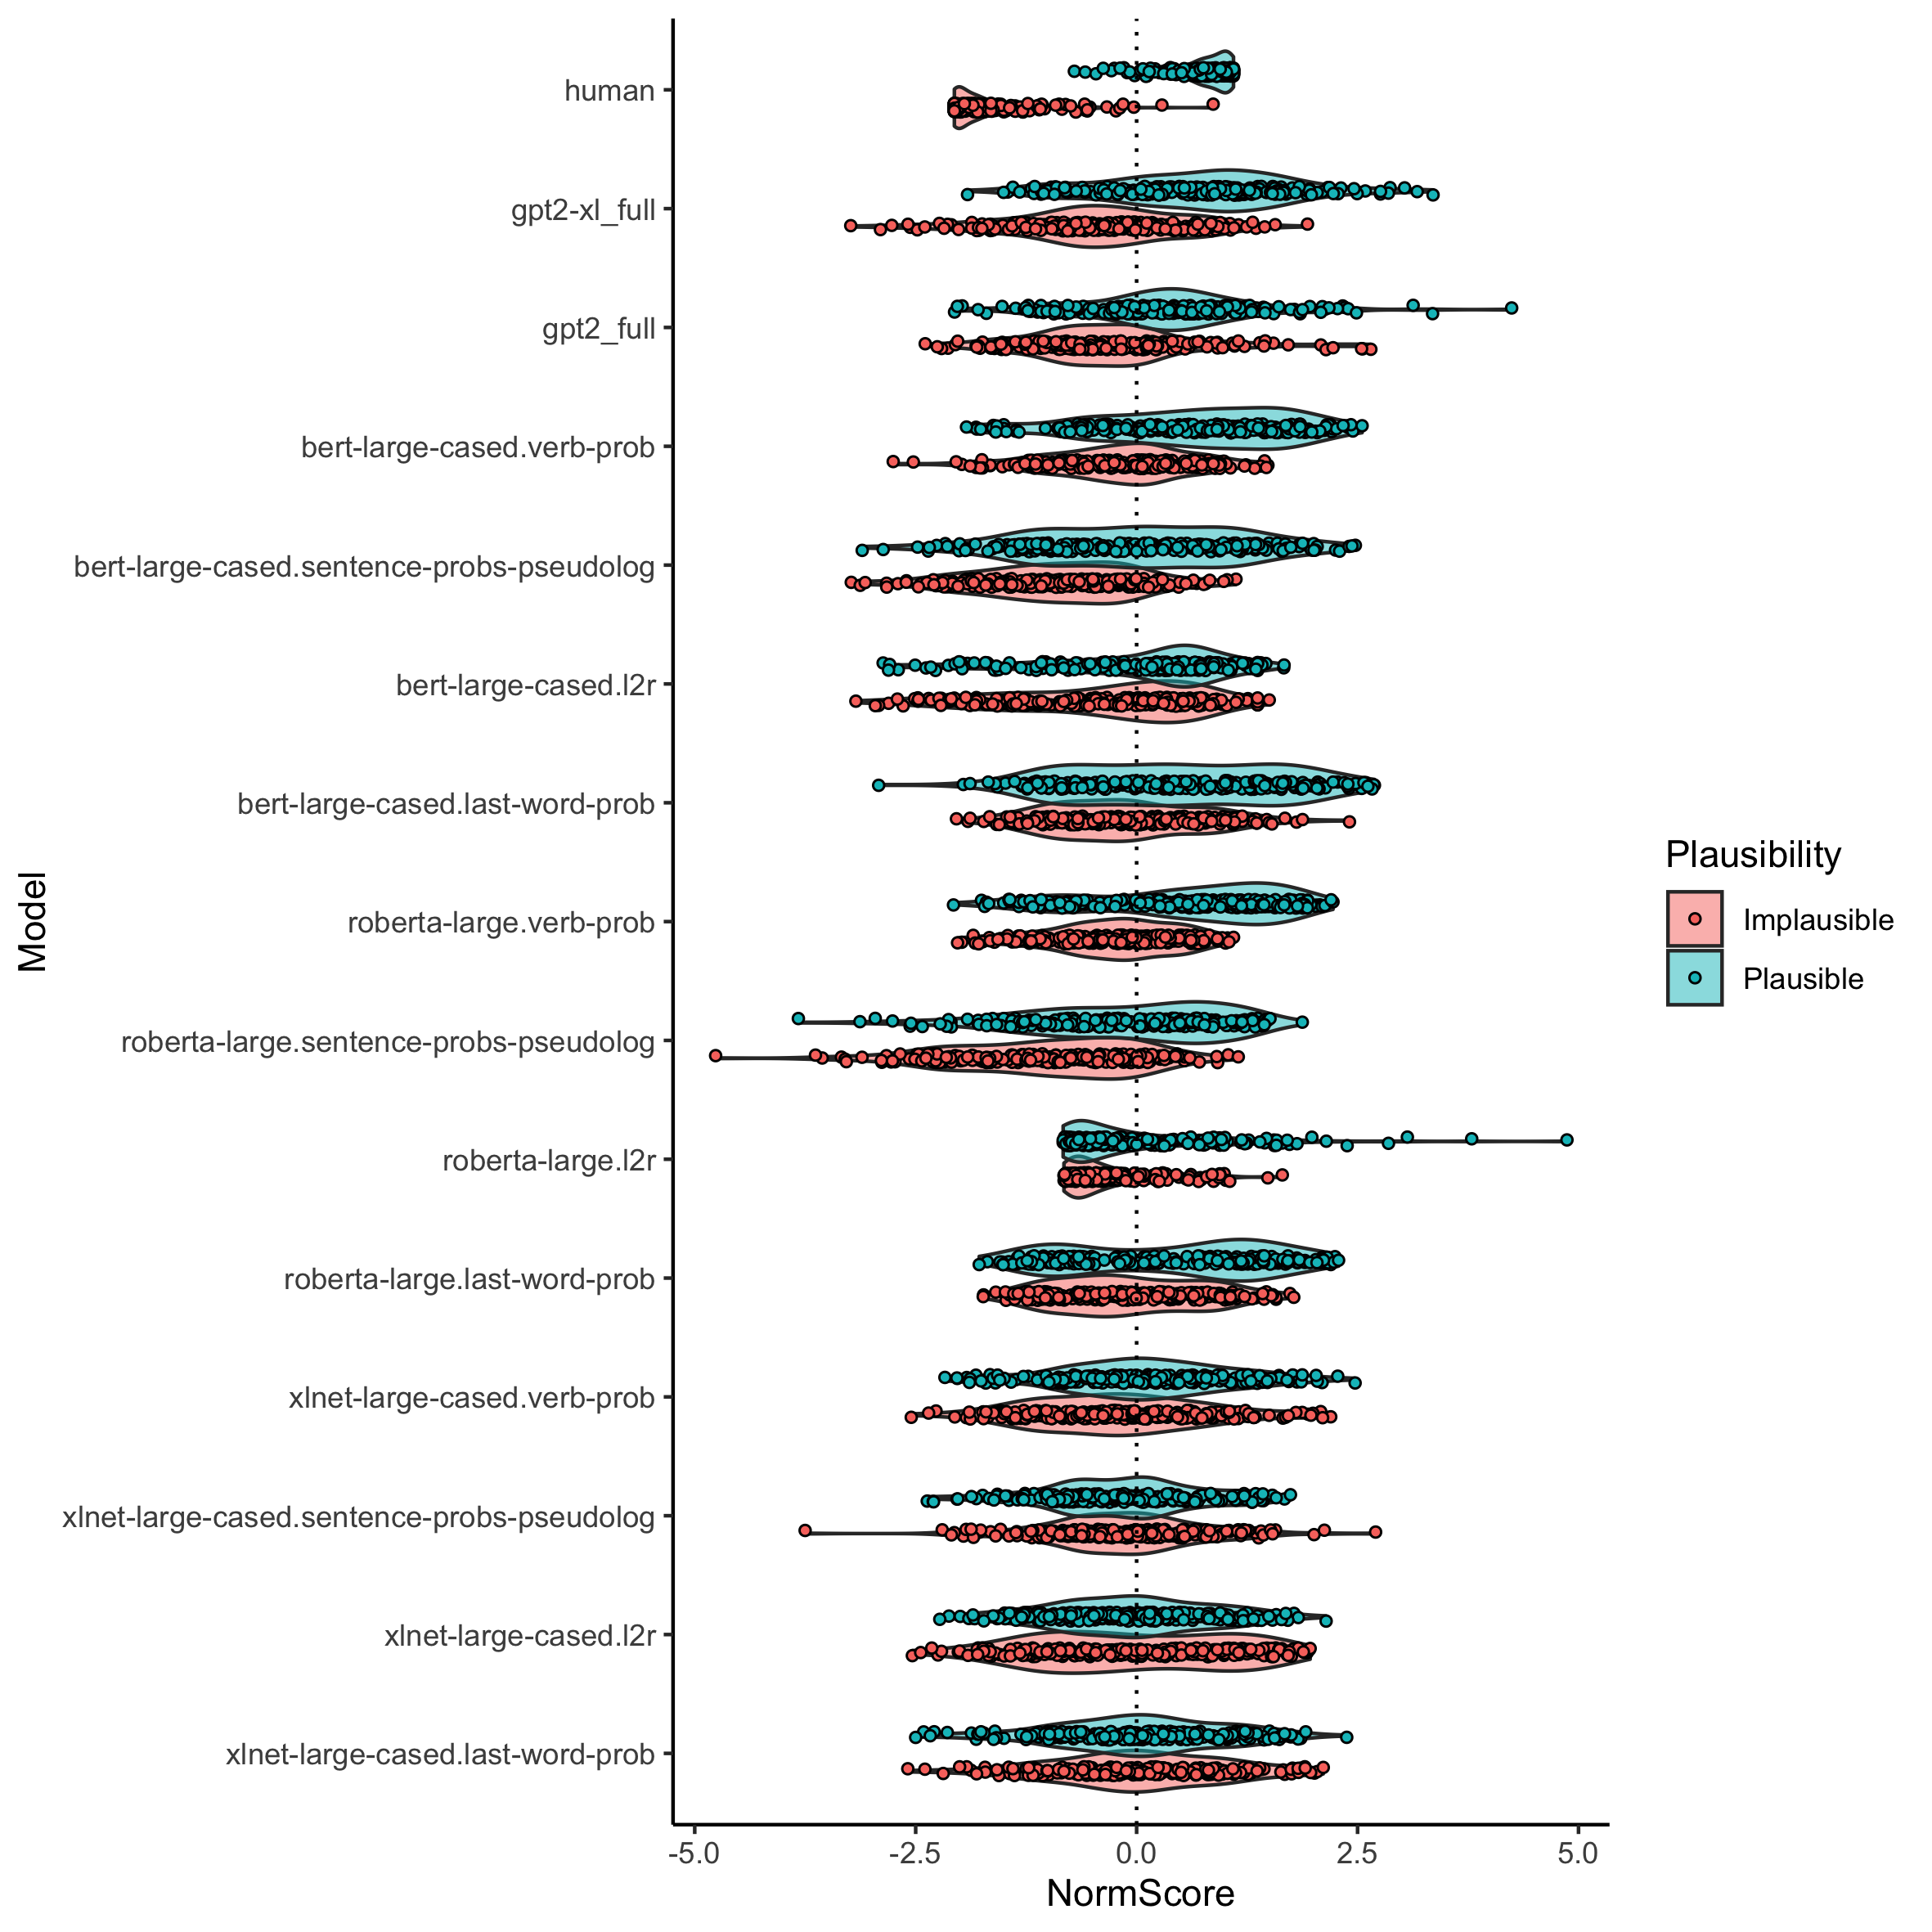 human
gpt2-xl_full
gpt2_full
bert-large-cased.verb-prob
bert-large-cased.sentence-probs-pseudolog
bert-large-cased.l2r
bert-large-cased.last-word-prob
roberta-large.verb-prob
roberta-large.sentence-probs-pseudolog
roberta-large.l2r
roberta-large.last-word-prob
xlnet-large-cased.verb-prob
xlnet-large-cased.sentence-probs-pseudolog
xlnet-large-cased.l2r
xlnet-large-cased.last-word-prob
Model
-5.0 -2.5 0.0 2.5 5.0
NormScore
Plausibility
Implausible
Plausible